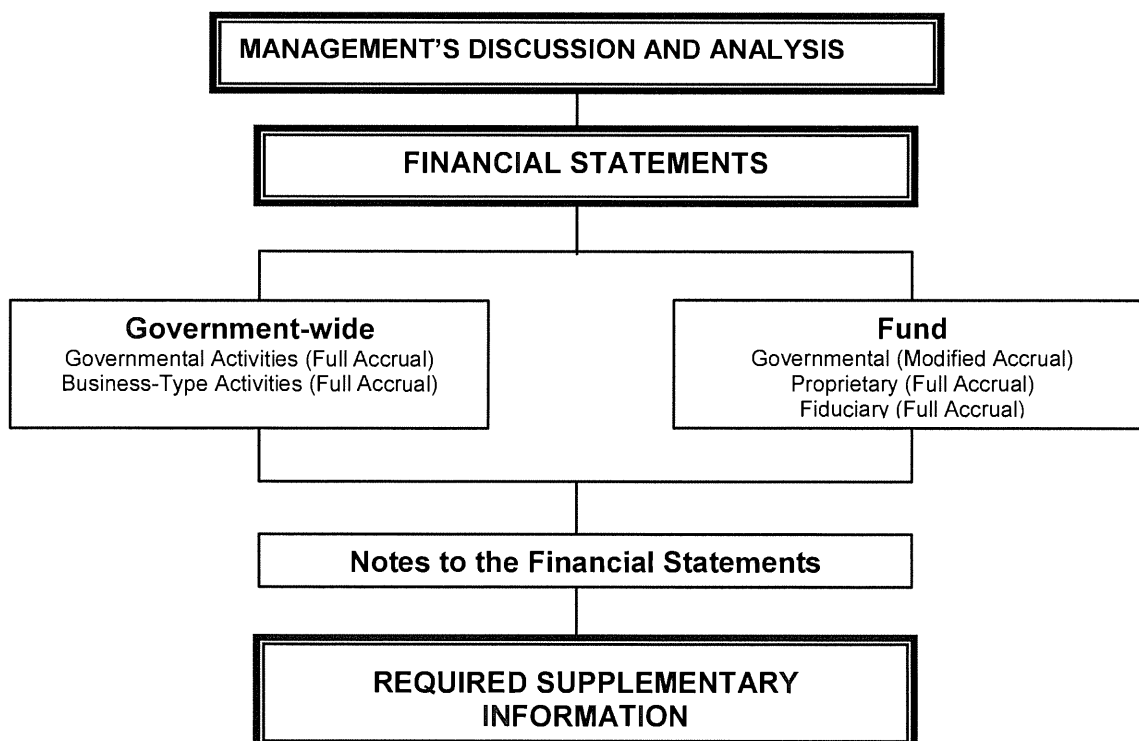 MANAGEMENT'S DISCUSSION AND ANALYSIS
FINANCIAL STATEMENTS
Government-wide
Governmental Activities (Full Accrual)
Business-Type Activities (Full Accrual)
Fund
Governmental (Modified Accrual)
Proprietary (Full Accrual)
Fiduciary (Full Accrual)
Notes to the Financial Statements
REQUIRED SUPPLEMENTARY
INFORMATION